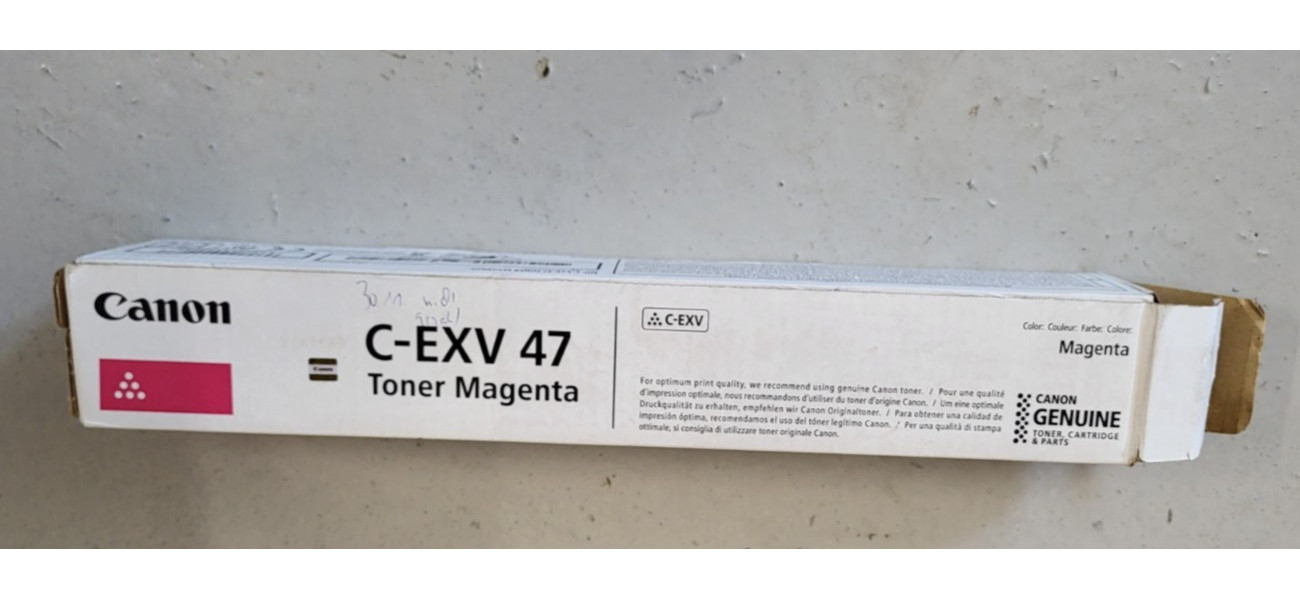 Canon
C-EXV 47
Toner Magenta
C-EXV
Color: Couleur: Farbe: Colore:
Magenta
For optimum print quality, we recommend using genuine Canon toner. / Pour une qualité
d'impression optimale, nous recommandons d'utiliser du toner d'origine Canon. / Um eine optimale
Druckqualität zu erhalten, empfehlen wir Canon Originaltoner. / Para obtener una calidad de
impresión óptima, recomendamos el uso del tóner legítimo Canon. / Per una qualità di stampa
ottimale, si consiglia di utilizzare toner originale Canon.
CANON
GENUINE
TONER, CARTRIDGE
& PARTS